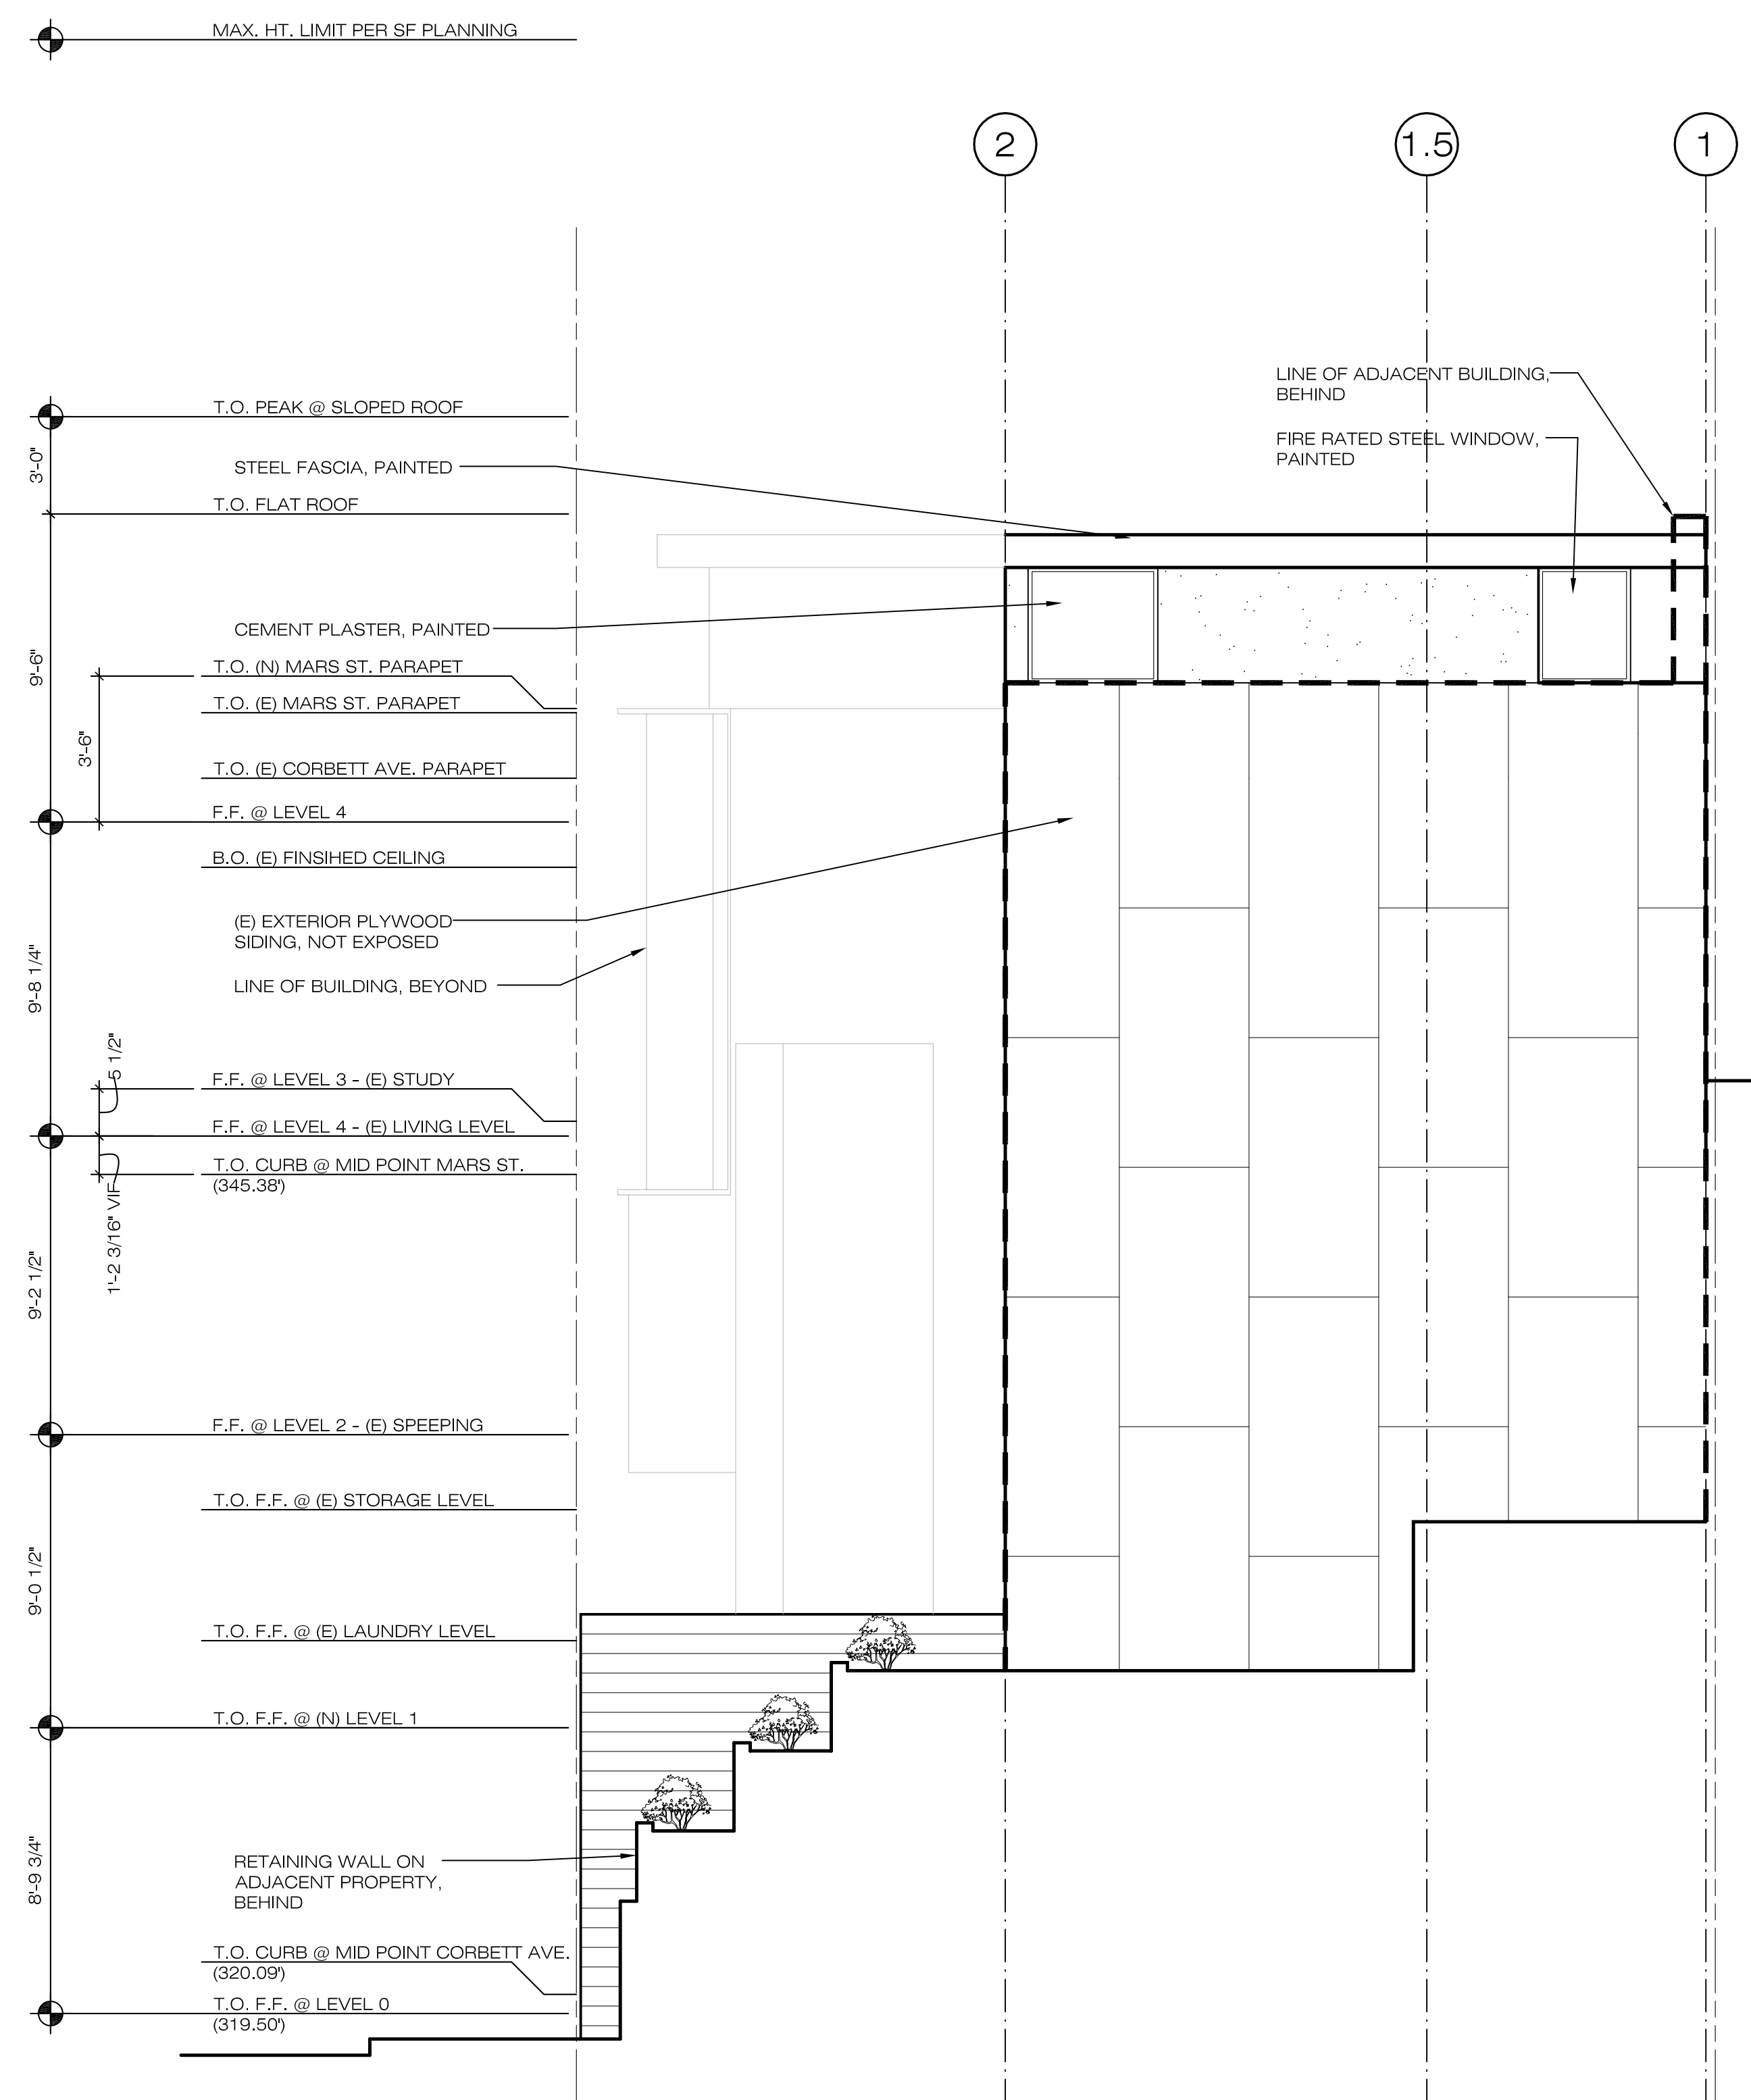 MAX. HT. LIMIT PER SF PLANNING
2
1.5
1
LINE OF ADJACENT BUILDING,
BEHIND
FIRE RATED STEEL WINDOW,
PAINTED
T.O. PEAK @ SLOPED ROOF
3'-0"
STEEL FASCIA, PAINTED
T.O. FLAT ROOF
CEMENT PLASTER, PAINTED
9'-6"
T.O. (N) MARS ST. PARAPET
T.O. (E) MARS ST. PARAPET
3'-6"
T.O. (E) CORBETT AVE. PARAPET
F.F. @ LEVEL 4
B.O. (E) FINSIHED CEILING
(E) EXTERIOR PLYWOOD
SIDING, NOT EXPOSED
9'-8 1/4"
LINE OF BUILDING, BEYOND
5 1/2"
F.F. @ LEVEL 3 - (E) STUDY
F.F. @ LEVEL 4 - (E) LIVING LEVEL
T.O. CURB @ MID POINT MARS ST.
(345.38')
1'-2 3/16" VIF
9'-2 1/2"
F.F. @ LEVEL 2 - (E) SPEEPING
T.O. F.F. @ (E) STORAGE LEVEL
9'-0 1/2"
T.O. F.F. @ (E) LAUNDRY LEVEL
T.O. F.F. @ (N) LEVEL 1
8'-9 3/4"
RETAINING WALL ON
ADJACENT PROPERTY,
BEHIND
T.O. CURB @ MID POINT CORBETT AVE.
(320.09')
T.O. F.F. @ LEVEL 0
(319.50')